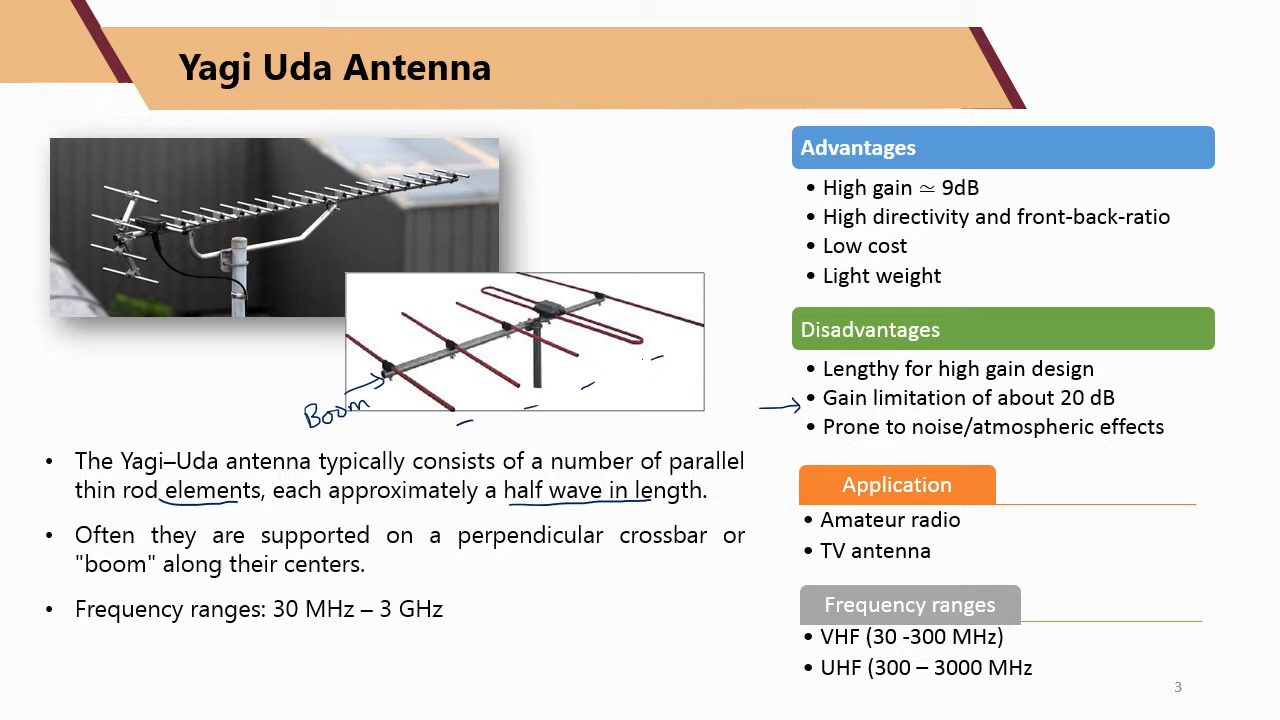 Yagi Uda Antenna
Boom
• The Yagi–Uda antenna typically consists of a number of parallel
thin rod elements, each approximately a half wave in length.
• Often they are supported on a perpendicular crossbar or
"boom" along their centers.
• Frequency ranges: 30 MHz – 3 GHz
Advantages
• High gain ≃ 9dB
• High directivity and front-back-ratio
• Low cost
• Light weight
Disadvantages
• Lengthy for high gain design
• Gain limitation of about 20 dB
• Prone to noise/atmospheric effects
Application
• Amateur radio
• TV antenna
Frequency ranges
• VHF (30 -300 MHz)
• UHF (300 – 3000 MHz
3